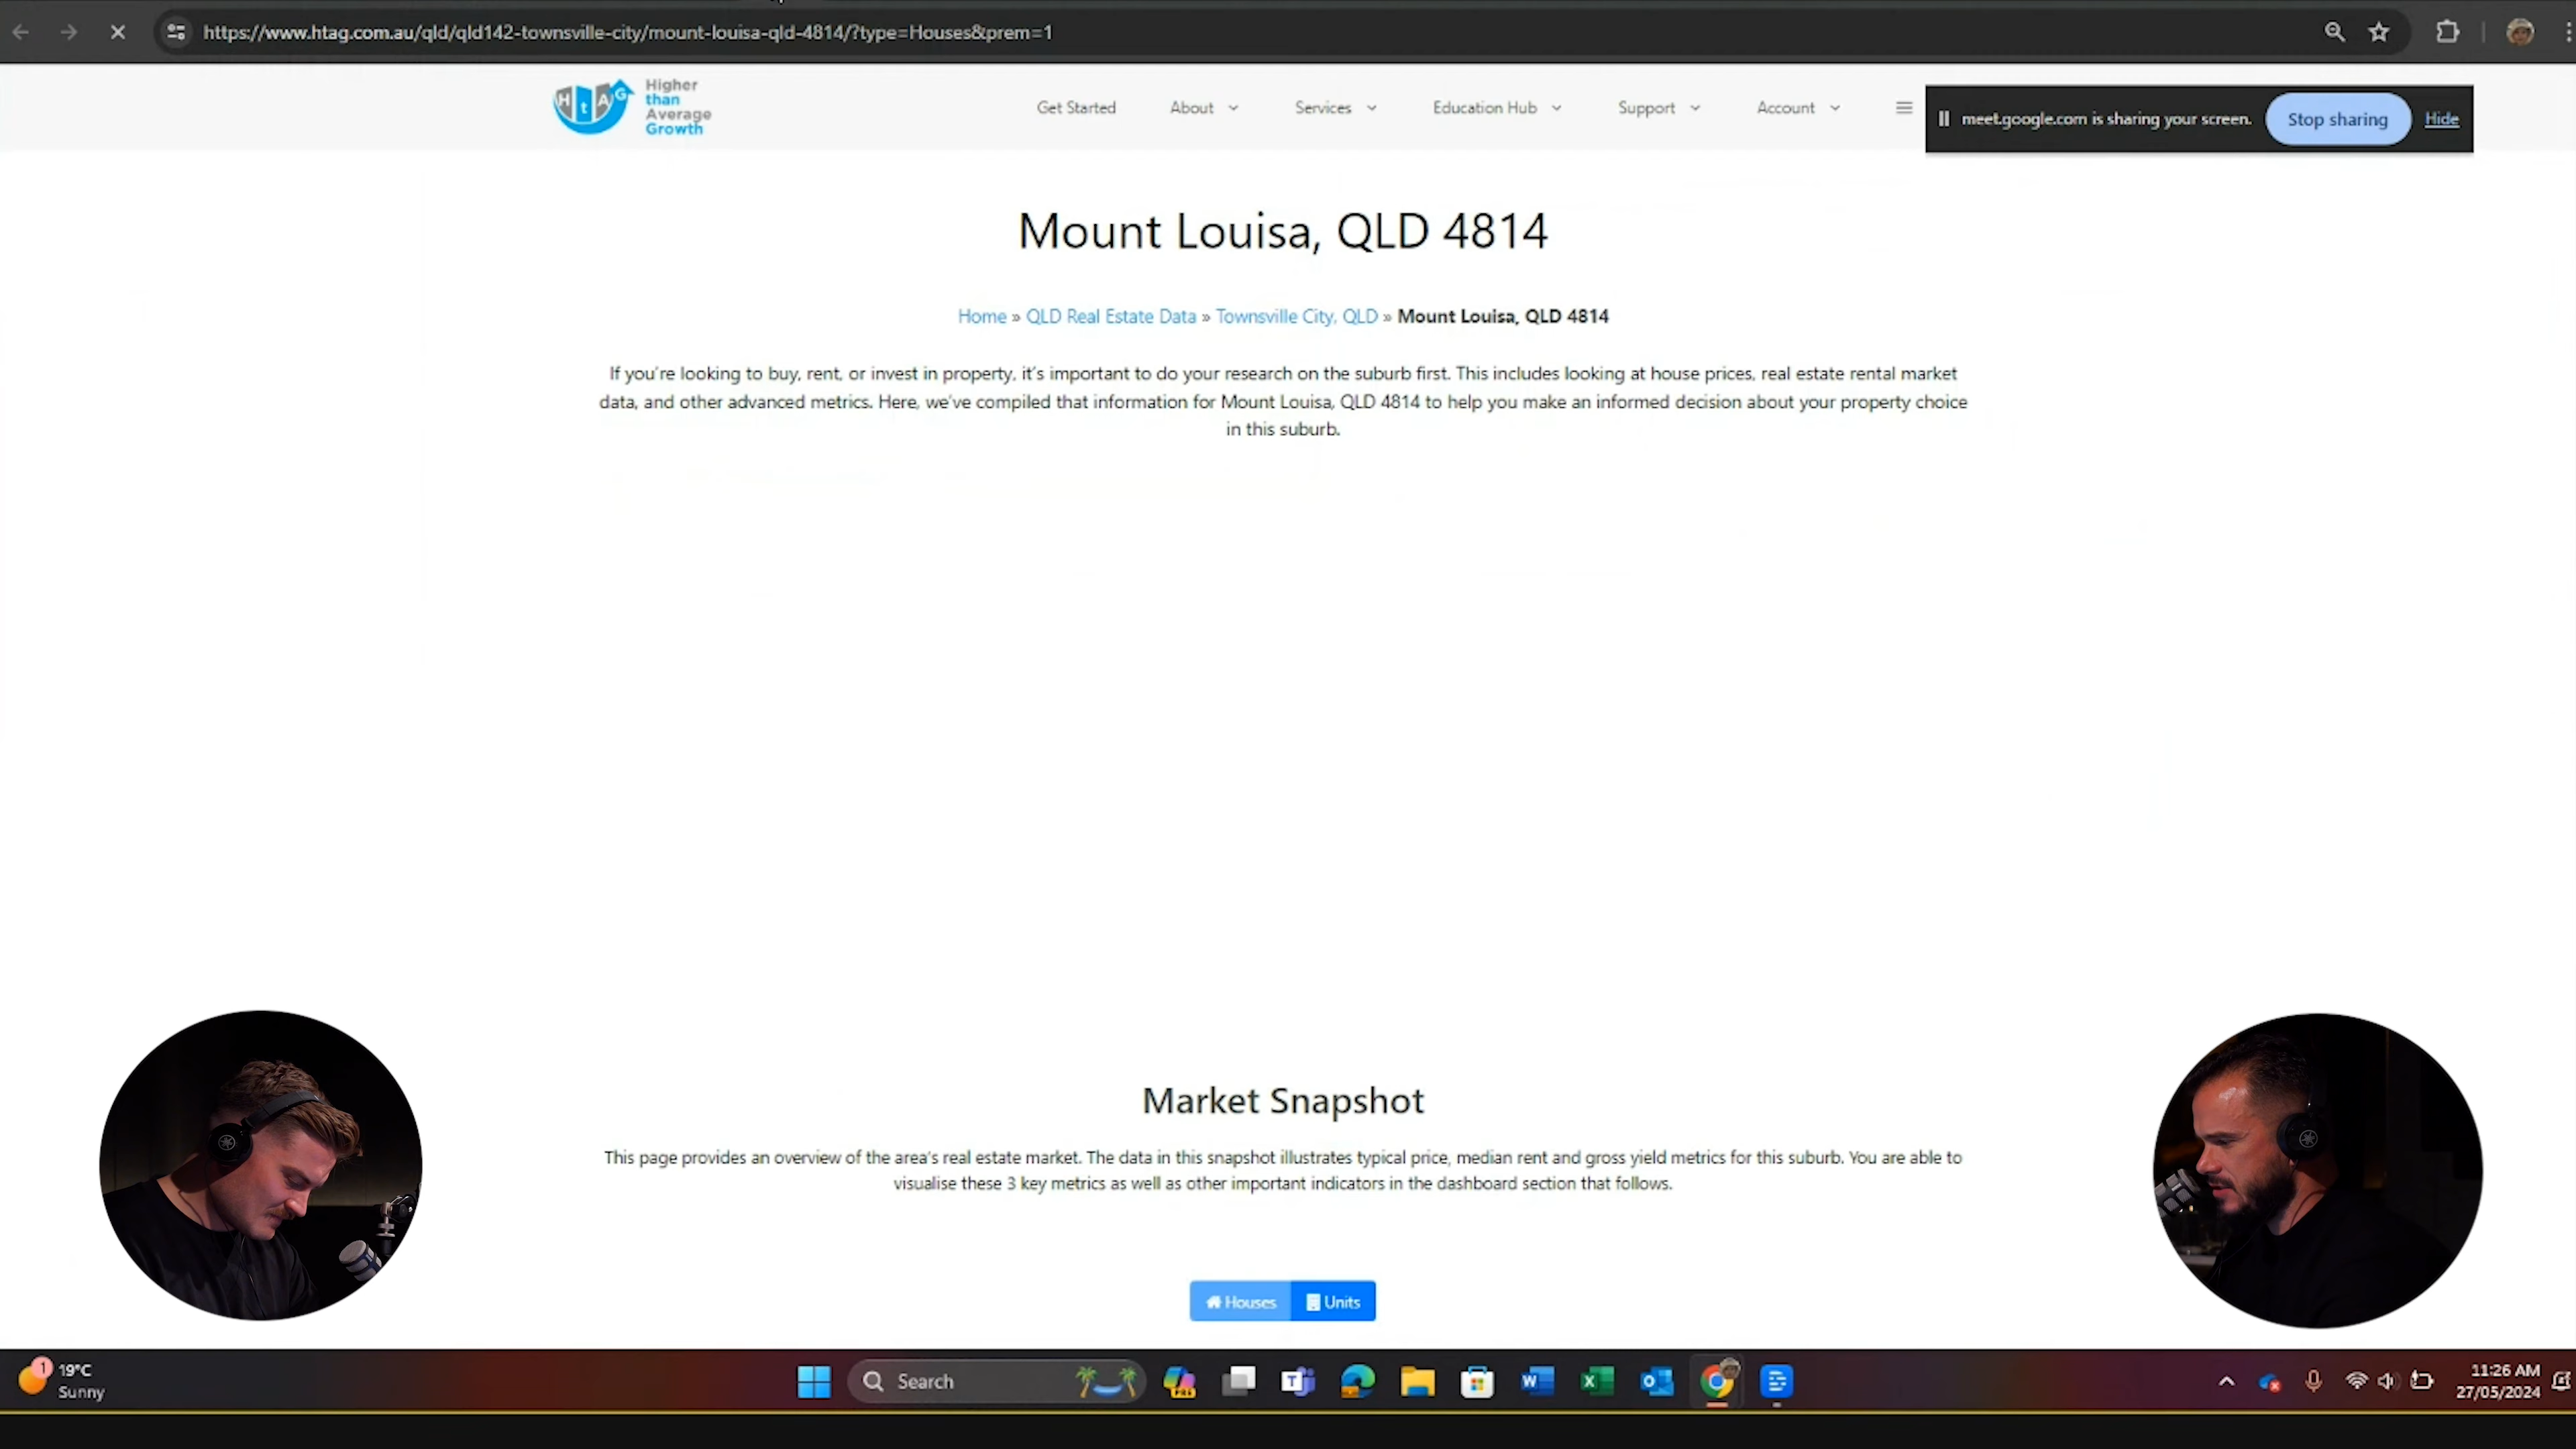 https://www.htag.com.au/qld/qld142-townsville-city/mount-louisa-qld-4814/?type=Houses&prem=1
HtAG
Higher
than
Average
Growth
Get Started About Services Education Hub Support Account
meet.google.com is sharing your screen. Stop sharing Hide
Mount Louisa, QLD 4814
Home » QLD Real Estate Data » Townsville City, QLD » Mount Louisa, QLD 4814
If you're looking to buy, rent, or invest in property, it's important to do your research on the suburb first. This includes looking at house prices, real estate rental market
data, and other advanced metrics. Here, we've compiled that information for Mount Louisa, QLD 4814 to help you make an informed decision about your property choice
in this suburb.
Market Snapshot
This page provides an overview of the area's real estate market. The data in this snapshot illustrates typical price, median rent and gross yield metrics for this suburb. You are able to
visualise these 3 key metrics as well as other important indicators in the dashboard section that follows.
Houses Units
1
19°C
Sunny
Search
PRE
11:26 AM
27/05/2024